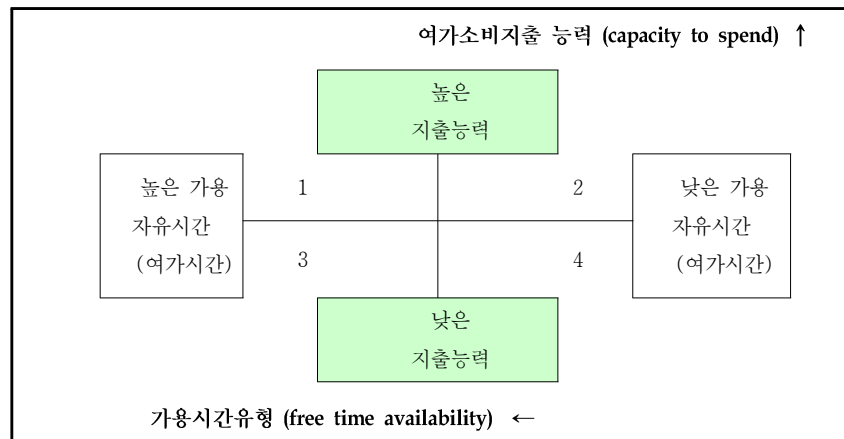 여가소비지출 능력 (capacity to spend) ↑
높은
지출능력
높은 가용
자유시간
(여가시간)
1
2
낮은 가용
자유시간
(여가시간)
3
4
낮은
지출능력
가용시간유형 (free time availability) ←